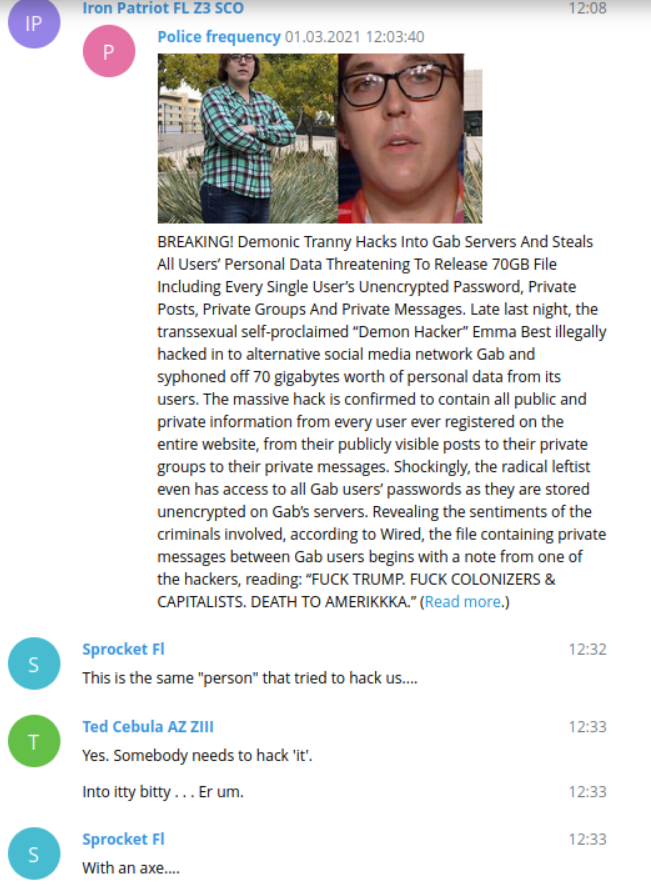 IP
Iron Patriot FL Z3 SCO 12:08
P
Police frequency 01.03.2021 12:03:40
BREAKING! Demonic Tranny Hacks Into Gab Servers And Steals
All Users’ Personal Data Threatening To Release 70GB File
Including Every Single User’s Unencrypted Password, Private
Posts, Private Groups And Private Messages. Late last night, the
transsexual self-proclaimed “Demon Hacker” Emma Best illegally
hacked in to alternative social media network Gab and
syphoned off 70 gigabytes worth of personal data from its
users. The massive hack is confirmed to contain all public and
private information from every user ever registered on the
entire website, from their publicly visible posts to their private
groups to their private messages. Shockingly, the radical leftist
even has access to all Gab users’ passwords as they are stored
unencrypted on Gab’s servers. Revealing the sentiments of the
criminals involved, according to Wired, the file containing private
messages between Gab users begins with a note from one of
the hackers, reading: “FUCK TRUMP. FUCK COLONIZERS &
CAPITALISTS. DEATH TO AMERIKKKA.” (Read more.)
S
Sprocket Fl 12:32
This is the same "person" that tried to hack us....
T
Ted Cebula AZ ZIII 12:33
Yes. Somebody needs to hack 'it'.
Into itty bitty . . . Er um. 12:33
S
Sprocket Fl 12:33
With an axe....